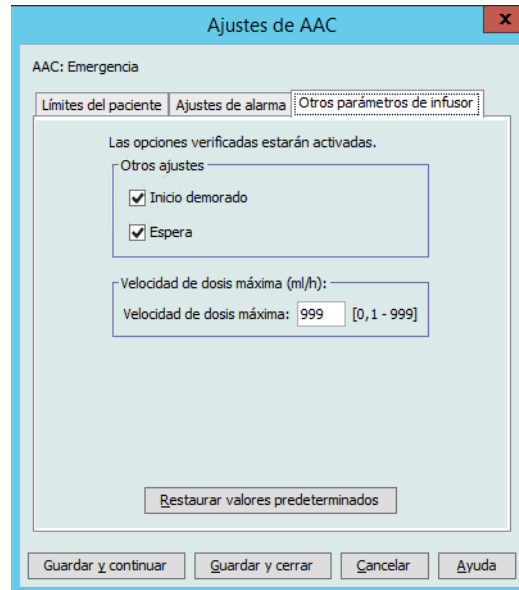 Ajustes de AAC
x
AAC: Emergencia
Límites del paciente Ajustes de alarma Otros parámetros de infusor
Las opciones verificadas estarán activadas.
Otros ajustes
Inicio demorado
Espera
Velocidad de dosis máxima (ml/h):
Velocidad de dosis máxima: 999 [0,1 - 999]
Restaurar valores predeterminados
Guardar y continuar Guardar y cerrar Cancelar Ayuda